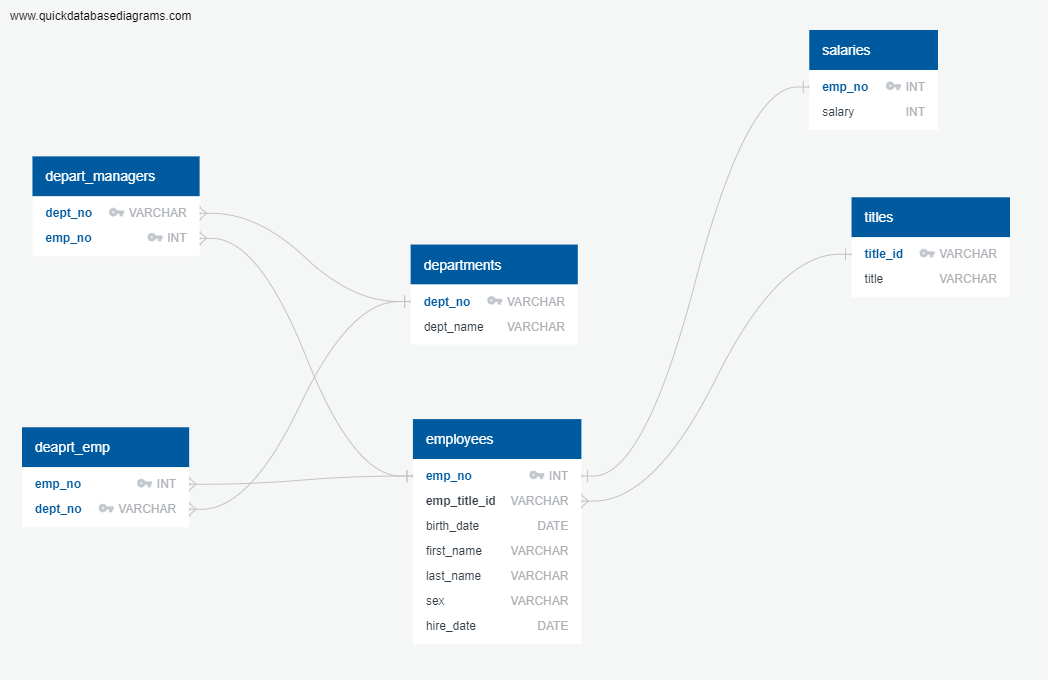 www.quickdatabasediagrams.com
salaries
emp_no INT
salary INT
depart_managers
dept_no VARCHAR
emp_no INT
titles
title_id VARCHAR
title VARCHAR
departments
dept_no VARCHAR
dept_name VARCHAR
deaprt_emp
emp_no INT
dept_no VARCHAR
employees
emp_no INT
emp_title_id VARCHAR
birth_date DATE
first_name VARCHAR
last_name VARCHAR
sex VARCHAR
hire_date DATE